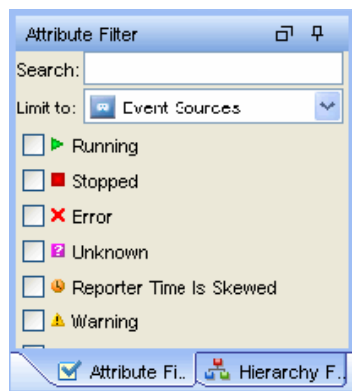 Attribute Filter
Search:
Limit to: Event Sources
Running
Stopped
Error
Unknown
Reporter Time Is Skewed
Warning
Attribute Fi.. Hierarchy F..